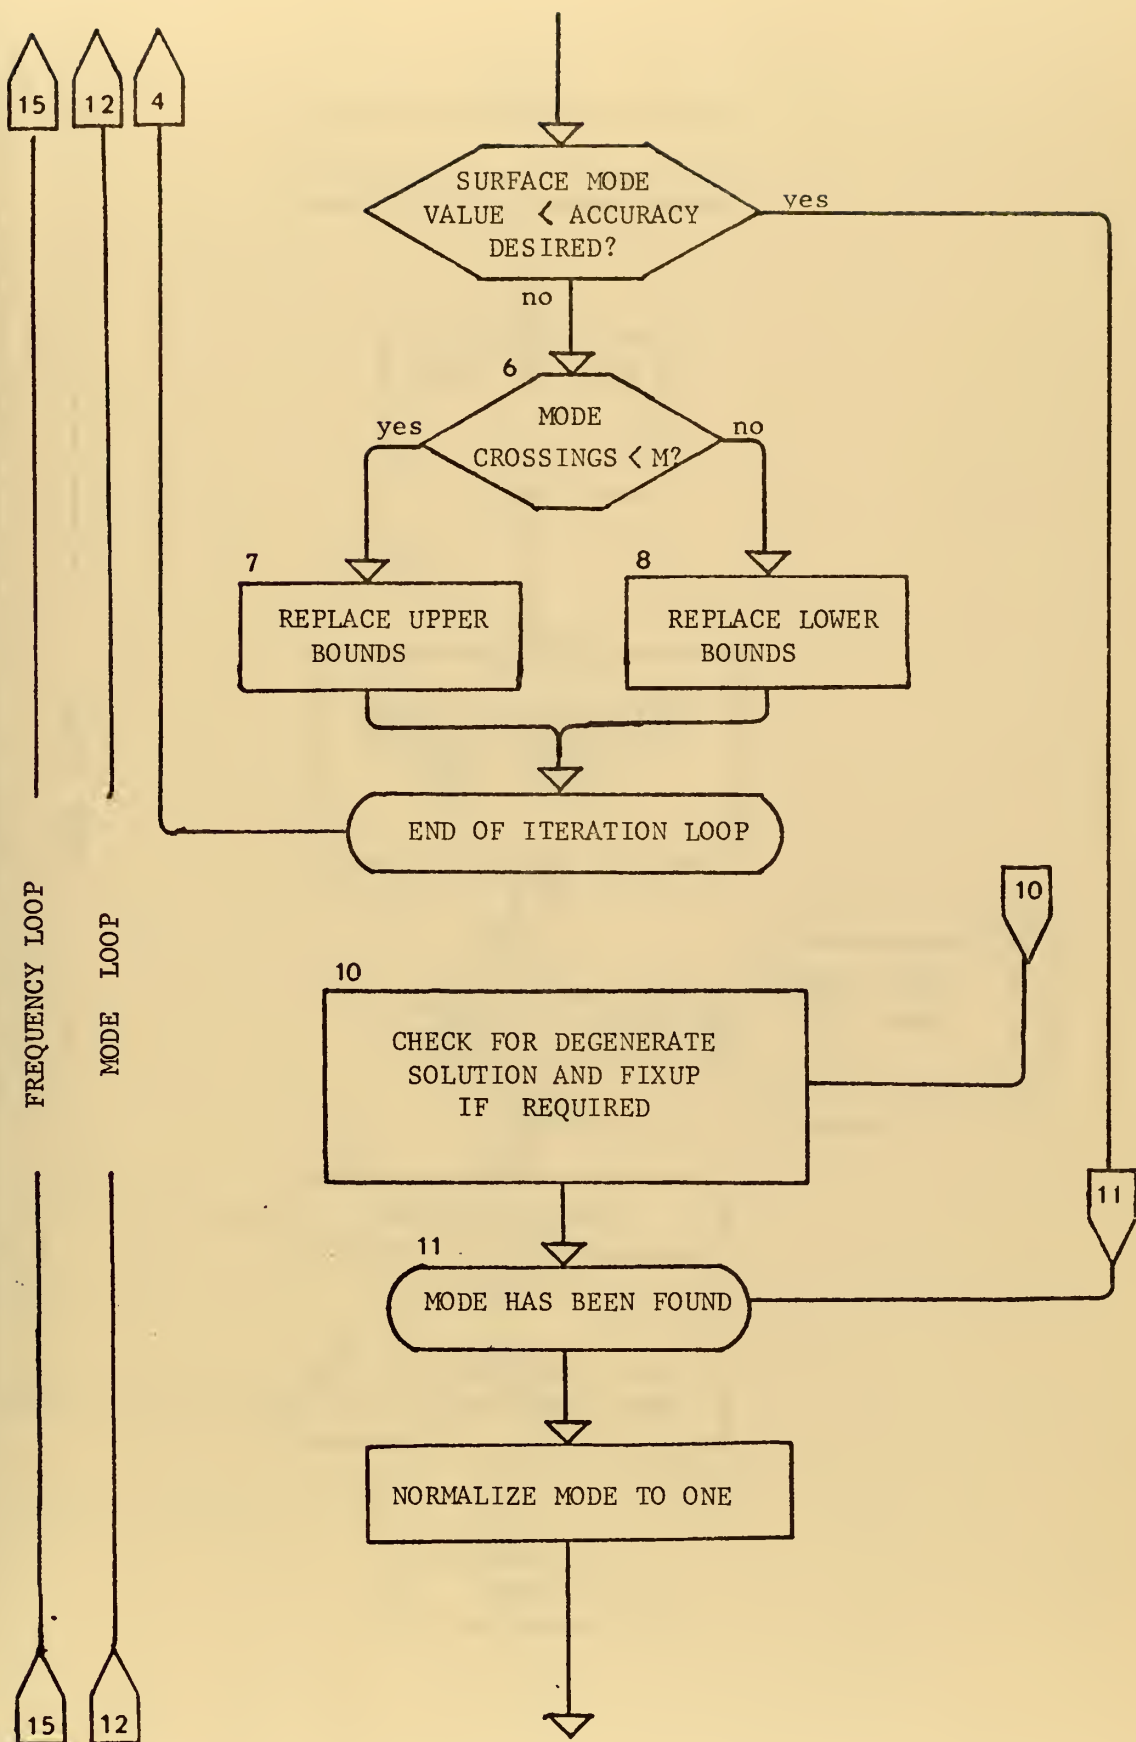 15 12 4
SURFACE MODE
VALUE < ACCURACY
DESIRED?
yes
no
6
MODE
CROSSINGS < M?
yes
no
7
REPLACE UPPER
BOUNDS
8
REPLACE LOWER
BOUNDS
END OF ITERATION LOOP
FREQUENCY LOOP
MODE LOOP
10
10
CHECK FOR DEGENERATE
SOLUTION AND FIXUP
IF REQUIRED
11
11
MODE HAS BEEN FOUND
NORMALIZE MODE TO ONE
15 12